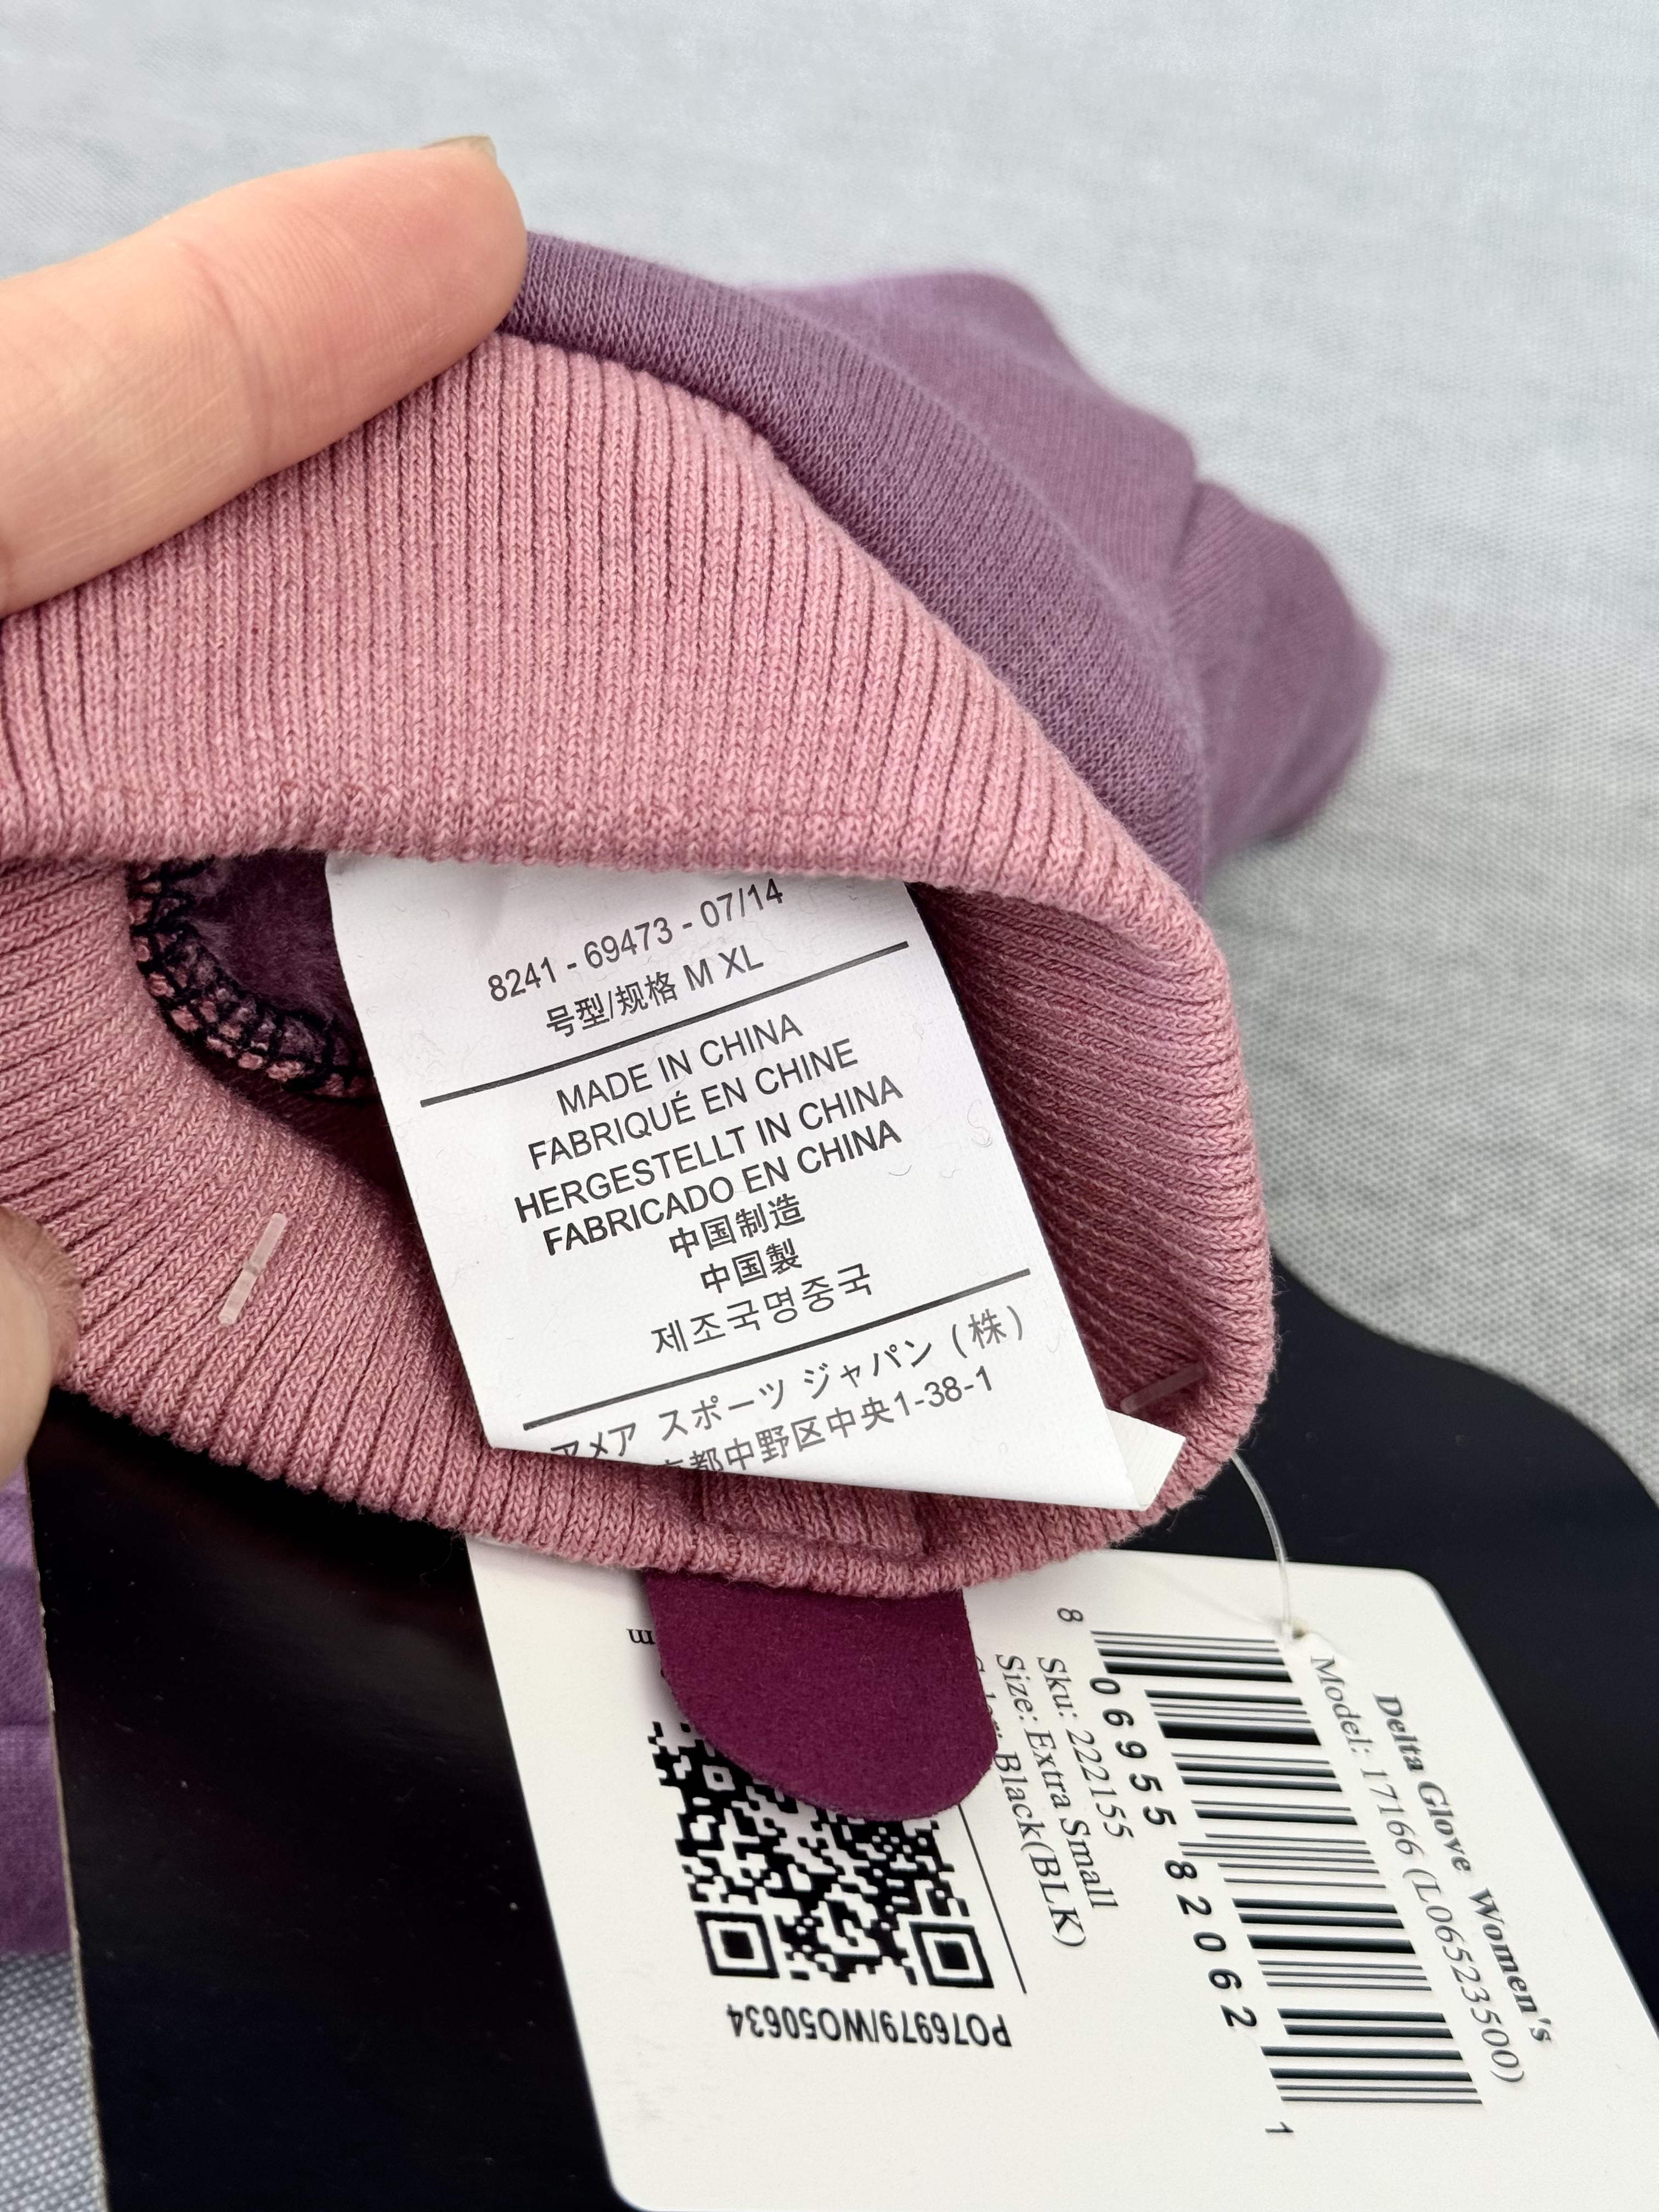 8241 - 69473 - 07/14
号型/规格 M XL
MADE IN CHINA
FABRIQUÉ EN CHINE
HERGESTELLT IN CHINA
FABRICADO EN CHINA
中国制造
中国製
제조국명중국
アメア スポーツ ジャパン (株)
都中野区中央1-38-1
Delta Glove Women's
Model: 17166 (L06523500)
8 06955 82062 1
Sku: 222155
Size: Extra Small
Black(BLK)
PO76979/WO50634